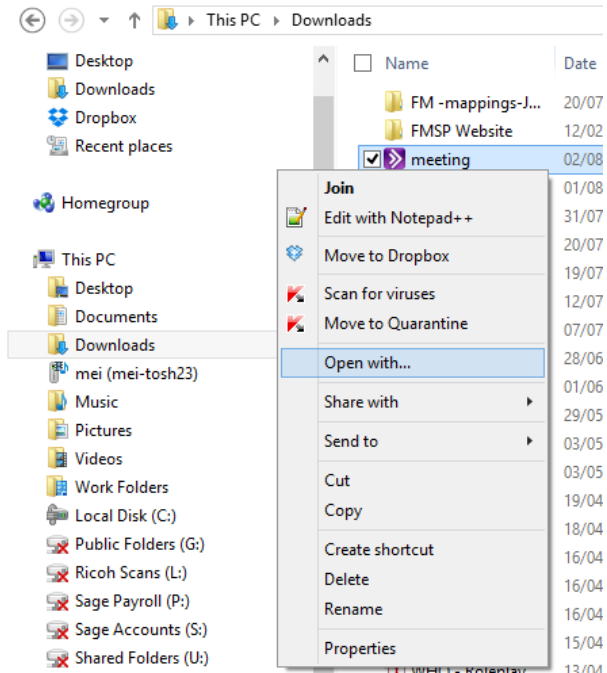 This PC Downloads
Desktop
Downloads
Dropbox
Recent places
Homegroup
This PC
Desktop
Documents
Downloads
mei (mei-tosh23)
Music
Pictures
Videos
Work Folders
Local Disk (C:)
Public Folders (G:)
Ricoh Scans (L:)
Sage Payroll (P:)
Sage Accounts (S:)
Shared Folders (U:)
Name Date
FM -mappings-J... 20/07
FMSP Website 12/02
meeting 02/08
01/08
31/07
20/07
19/07
12/07
07/07
28/06
01/06
29/05
03/05
03/05
19/04
18/04
16/04
16/04
16/04
15/04
WHO - Roleplay 13/04
Join
Edit with Notepad++
Move to Dropbox
Scan for viruses
Move to Quarantine
Open with...
Share with
Send to
Cut
Copy
Create shortcut
Delete
Rename
Properties